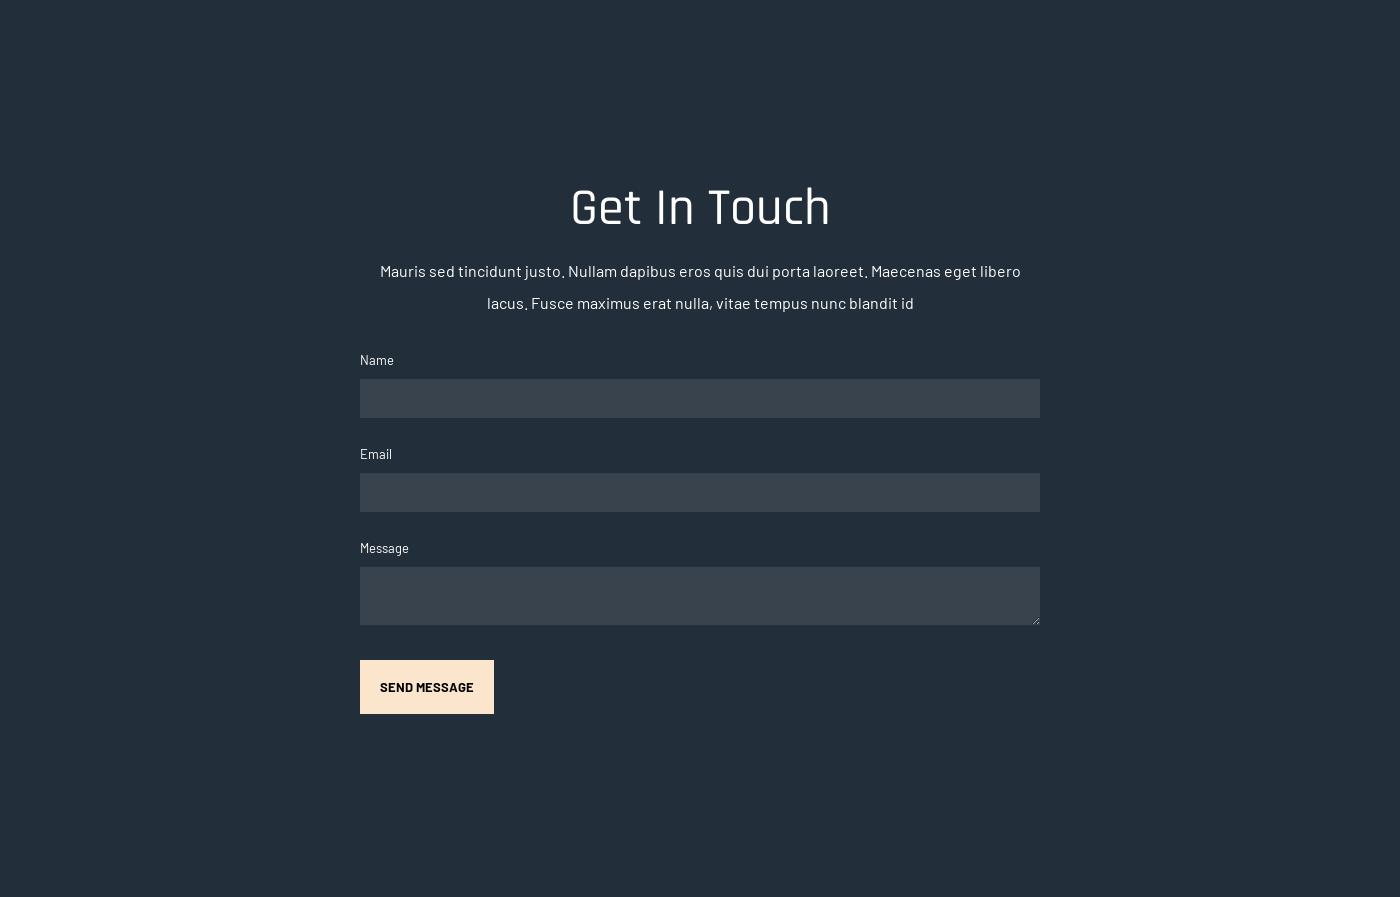 Get In Touch
Mauris sed tincidunt justo. Nullam dapibus eros quis dui porta laoreet. Maecenas eget libero
lacus. Fusce maximus erat nulla, vitae tempus nunc blandit id
Name
Email
Message
SEND MESSAGE